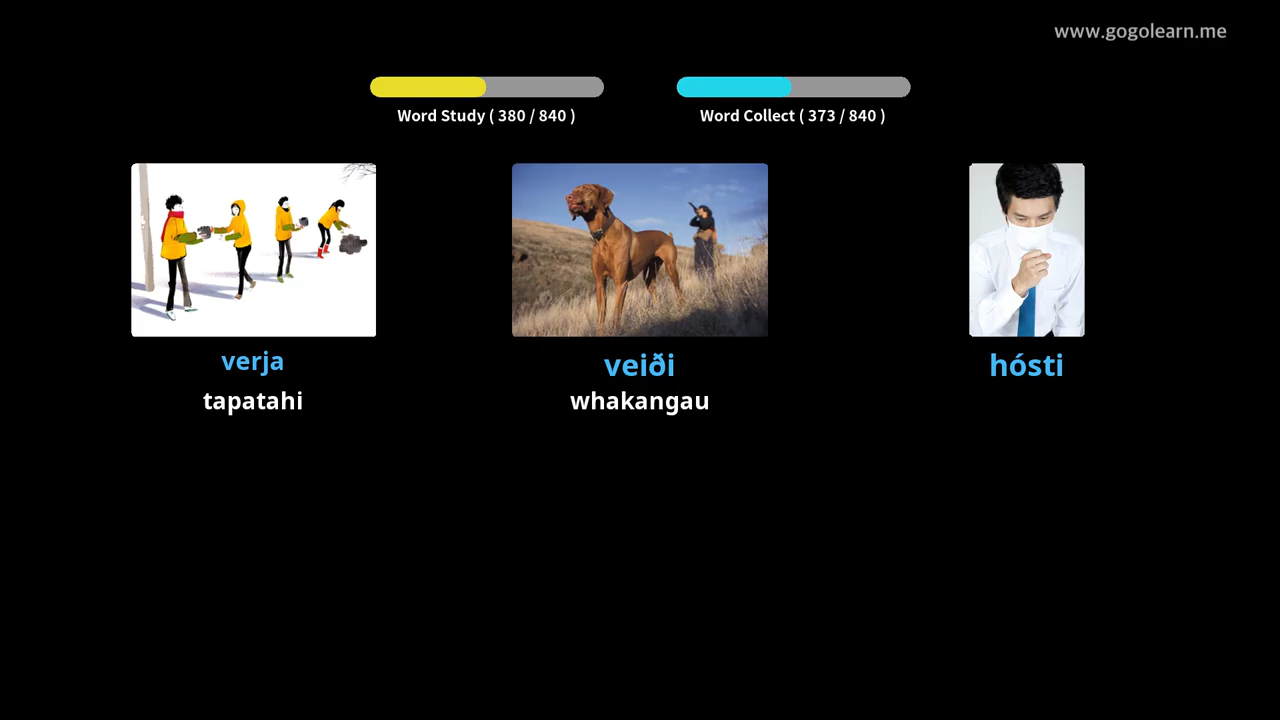 www.gogolearn.me
Word Study ( 380 / 840 )
Word Collect ( 373 / 840 )
verja
veiði
hósti
tapatahi
whakangau